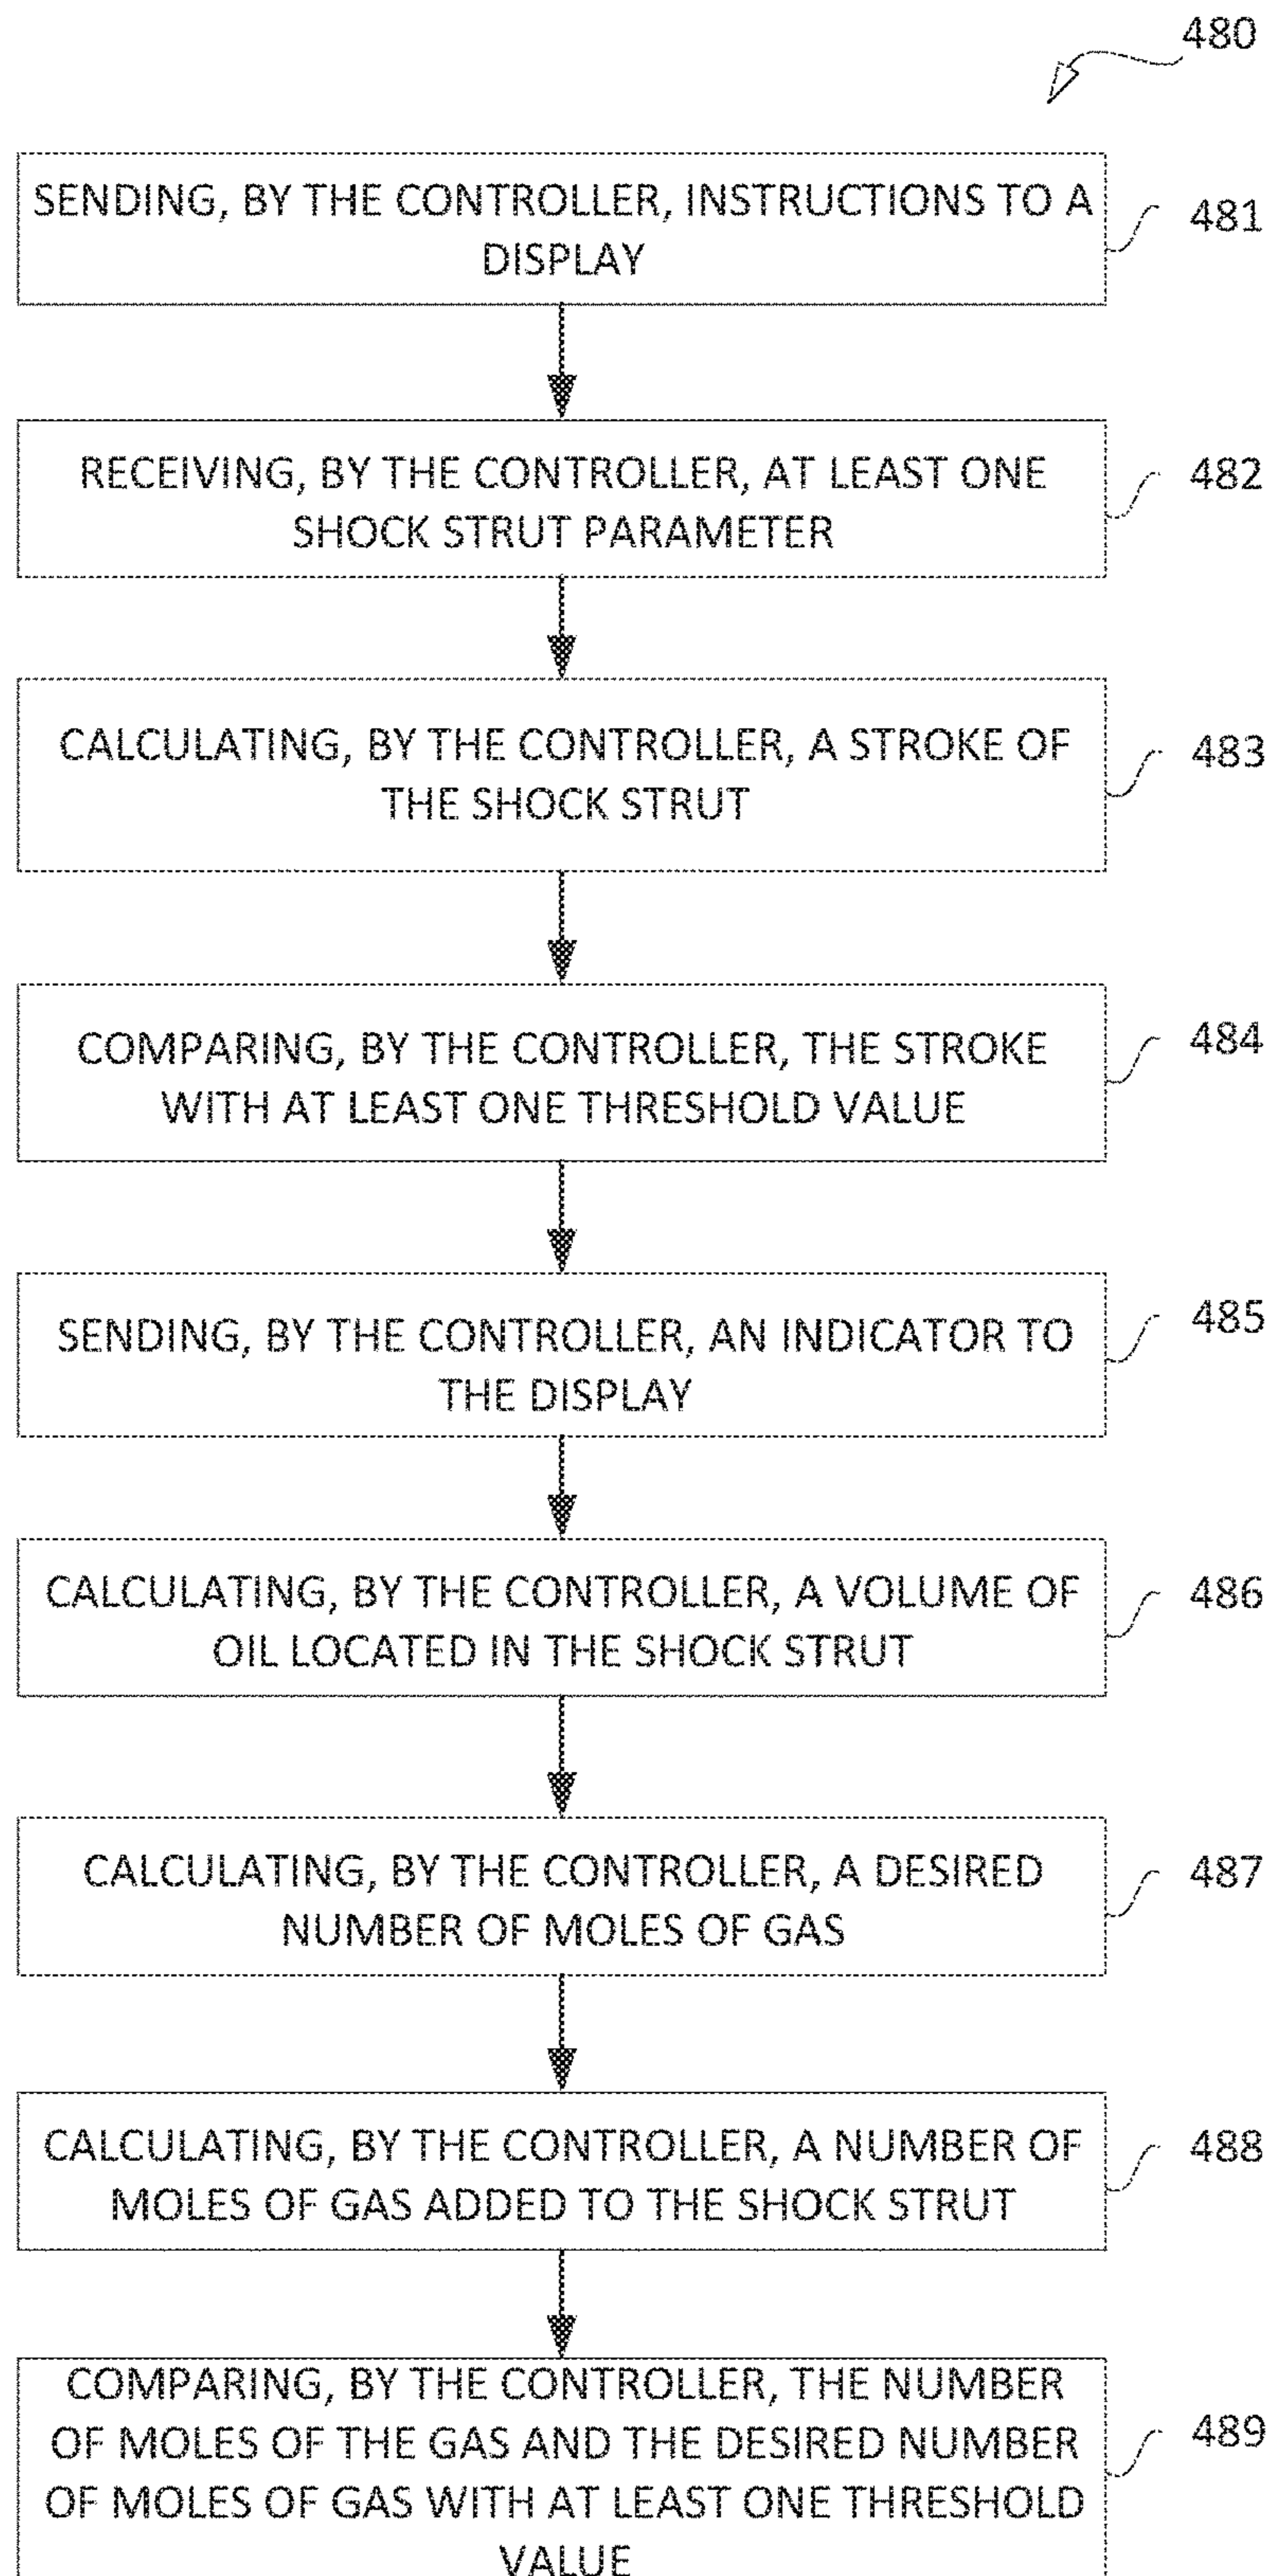 480
SENDING, BY THE CONTROLLER, INSTRUCTIONS TO A
DISPLAY
481
RECEIVING, BY THE CONTROLLER, AT LEAST ONE
SHOCK STRUT PARAMETER
482
CALCULATING, BY THE CONTROLLER, A STROKE OF
THE SHOCK STRUT
483
COMPARING, BY THE CONTROLLER, THE STROKE
WITH AT LEAST ONE THRESHOLD VALUE
484
SENDING, BY THE CONTROLLER, AN INDICATOR TO
THE DISPLAY
485
CALCULATING, BY THE CONTROLLER, A VOLUME OF
OIL LOCATED IN THE SHOCK STRUT
486
CALCULATING, BY THE CONTROLLER, A DESIRED
NUMBER OF MOLES OF GAS
487
CALCULATING, BY THE CONTROLLER, A NUMBER OF
MOLES OF GAS ADDED TO THE SHOCK STRUT
488
COMPARING, BY THE CONTROLLER, THE NUMBER
OF MOLES OF THE GAS AND THE DESIRED NUMBER
OF MOLES OF GAS WITH AT LEAST ONE THRESHOLD
VALUE
489